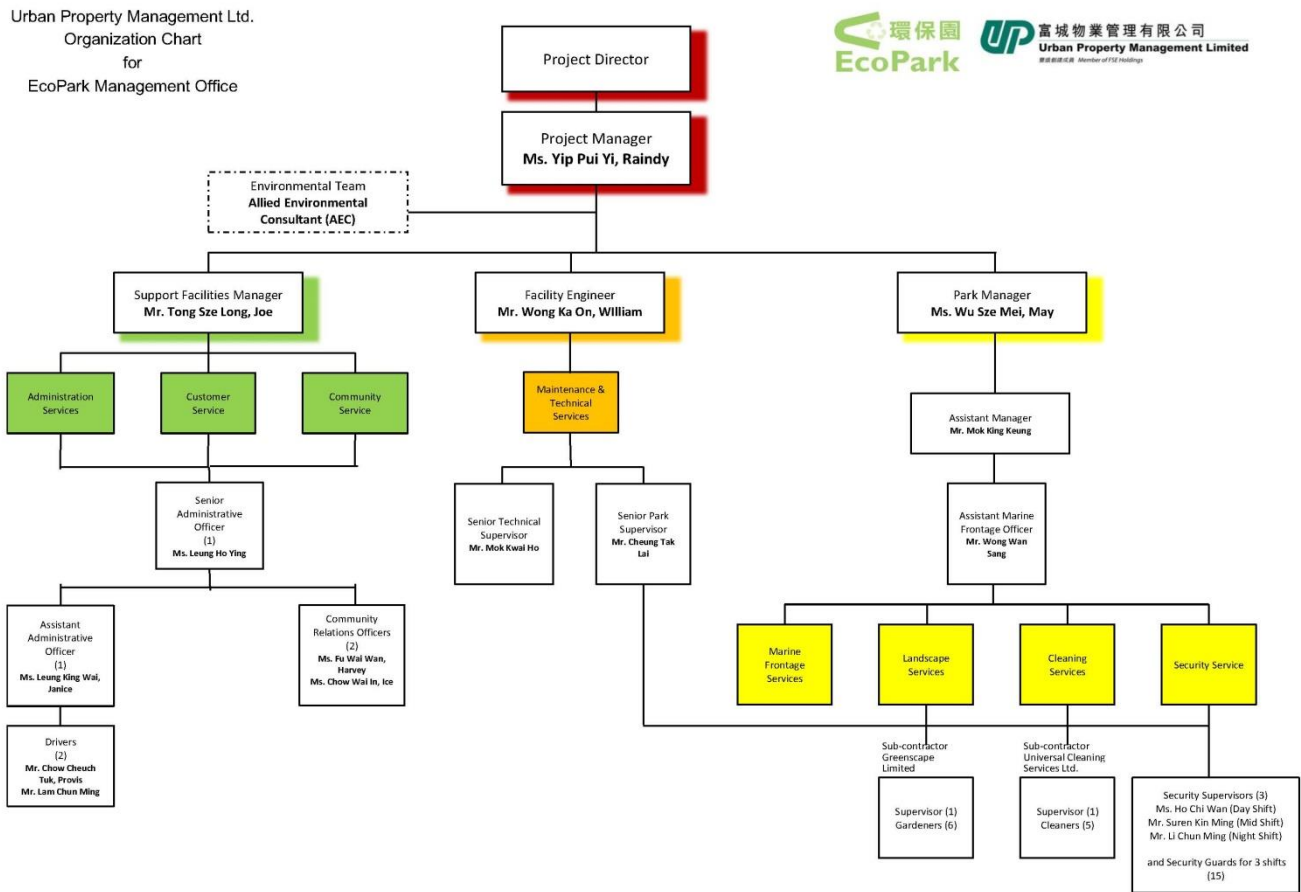 Urban Property Management Ltd.
Organization Chart
for
EcoPark Management Office
環保園
EcoPark
UP
富城物業管理有限公司
Urban Property Management Limited
豐盛創建成員 Member of FSE Holdings
Project Director
Project Manager
Ms. Yip Pui Yi, Raindy
Environmental Team
Allied Environmental
Consultant (AEC)
Support Facilities Manager
Mr. Tong Sze Long, Joe
Facility Engineer
Mr. Wong Ka On, WIlliam
Park Manager
Ms. Wu Sze Mei, May
Administration
Services
Customer
Service
Community
Service
Maintenance &
Technical
Services
Assistant Manager
Mr. Mok King Keung
Senior
Administrative
Officer
(1)
Ms. Leung Ho Ying
Senior Technical
Supervisor
Mr. Mok Kwai Ho
Senior Park
Supervisor
Mr. Cheung Tak
Lai
Assistant Marine
Frontage Officer
Mr. Wong Wan
Sang
Assistant
Administrative
Officer
(1)
Ms. Leung King Wai,
Janice
Community
Relations Officers
(2)
Ms. Fu Wai Wan,
Harvey
Ms. Chow Wai In, Ice
Marine
Frontage
Services
Landscape
Services
Cleaning
Services
Security Service
Drivers
(2)
Mr. Chow Cheuch
Tuk, Provis
Mr. Lam Chun Ming
Sub-contractor
Greenscape
Limited
Sub-contractor
Universal Cleaning
Services Ltd.
Supervisor (1)
Gardeners (6)
Supervisor (1)
Cleaners (5)
Security Supervisors (3)
Ms. Ho Chi Wan (Day Shift)
Mr. Suren Kin Ming (Mid Shift)
Mr. Li Chun Ming (Night Shift)
and Security Guards for 3 shifts
(15)